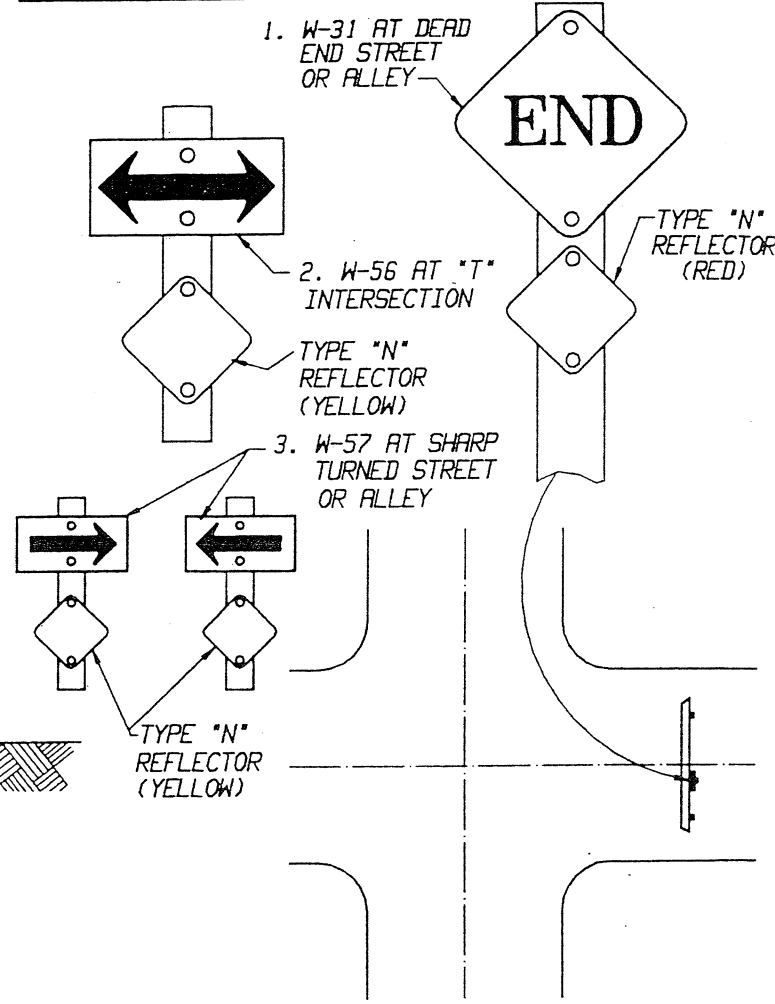 1. W-31 AT DEAD
END STREET
OR ALLEY
END
TYPE "N"
REFLECTOR
(RED)
2. W-56 AT "T"
INTERSECTION
TYPE "N"
REFLECTOR
(YELLOW)
3. W-57 AT SHARP
TURNED STREET
OR ALLEY
TYPE "N"
REFLECTOR
(YELLOW)